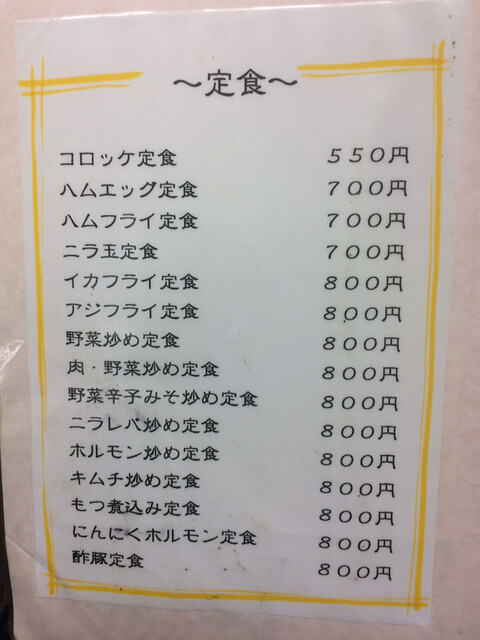 ～定食～
コロッケ定食 ５５０円
ハムエッグ定食 ７００円
ハムフライ定食 ７００円
ニラ玉定食 ７００円
イカフライ定食 ８００円
アジフライ定食 ８００円
野菜炒め定食 ８００円
肉・野菜炒め定食 ８００円
野菜辛子みそ炒め定食 ８００円
ニラレバ炒め定食 ８００円
ホルモン炒め定食 ８００円
キムチ炒め定食 ８００円
もつ煮込み定食 ８００円
にんにくホルモン定食 ８００円
酢豚定食 ８００円